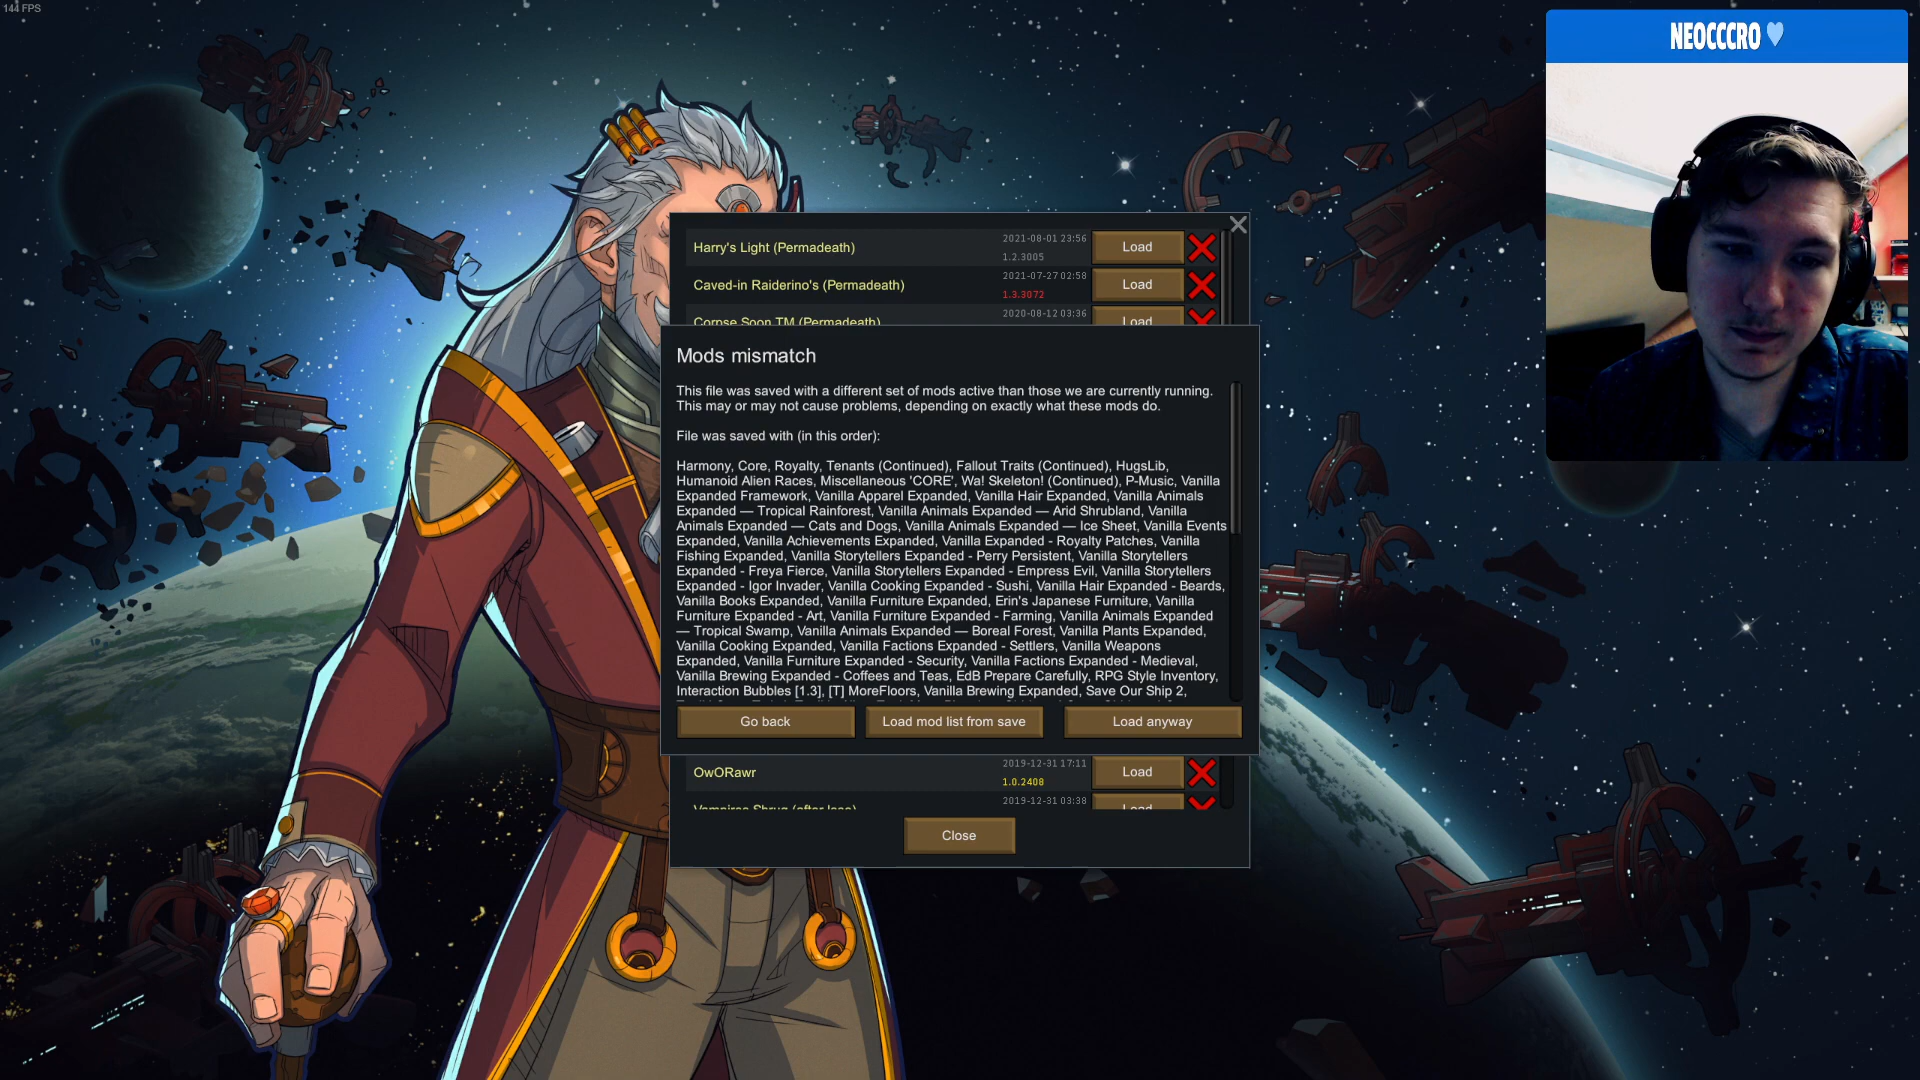 144 FPS
NEOCCCRO
Harry's Light (Permadeath)
2021-08-01 23:56
1.2.3005
Load
Caved-in Raiderino's (Permadeath)
2021-07-27 02:58
1.3.3072
Load
Corpse Soon TM (Permadeath)
2020-08-12 03:36
Load
Mods mismatch
This file was saved with a different set of mods active than those we are currently running.
This may or may not cause problems, depending on exactly what these mods do.
File was saved with (in this order):
Harmony, Core, Royalty, Tenants (Continued), Fallout Traits (Continued), HugsLib,
Humanoid Alien Races, Miscellaneous 'CORE', Wa! Skeleton! (Continued), P-Music, Vanilla
Expanded Framework, Vanilla Apparel Expanded, Vanilla Hair Expanded, Vanilla Animals
Expanded — Tropical Rainforest, Vanilla Animals Expanded — Arid Shrubland, Vanilla
Animals Expanded — Cats and Dogs, Vanilla Animals Expanded — Ice Sheet, Vanilla Events
Expanded, Vanilla Achievements Expanded, Vanilla Expanded - Royalty Patches, Vanilla
Fishing Expanded, Vanilla Storytellers Expanded - Perry Persistent, Vanilla Storytellers
Expanded - Freya Fierce, Vanilla Storytellers Expanded - Empress Evil, Vanilla Storytellers
Expanded - Igor Invader, Vanilla Cooking Expanded - Sushi, Vanilla Hair Expanded - Beards,
Vanilla Books Expanded, Vanilla Furniture Expanded, Erin's Japanese Furniture, Vanilla
Furniture Expanded - Art, Vanilla Furniture Expanded - Farming, Vanilla Animals Expanded
— Tropical Swamp, Vanilla Animals Expanded — Boreal Forest, Vanilla Plants Expanded,
Vanilla Cooking Expanded, Vanilla Factions Expanded - Settlers, Vanilla Weapons
Expanded, Vanilla Furniture Expanded - Security, Vanilla Factions Expanded - Medieval,
Vanilla Brewing Expanded - Coffees and Teas, EdB Prepare Carefully, RPG Style Inventory,
Interaction Bubbles [1.3], [T] MoreFloors, Vanilla Brewing Expanded, Save Our Ship 2,
Go back
Load mod list from save
Load anyway
OwORawr
2019-12-31 17:11
1.0.2408
Load
Vampires Shrug (after loss)
2019-12-31 03:38
Load
Close